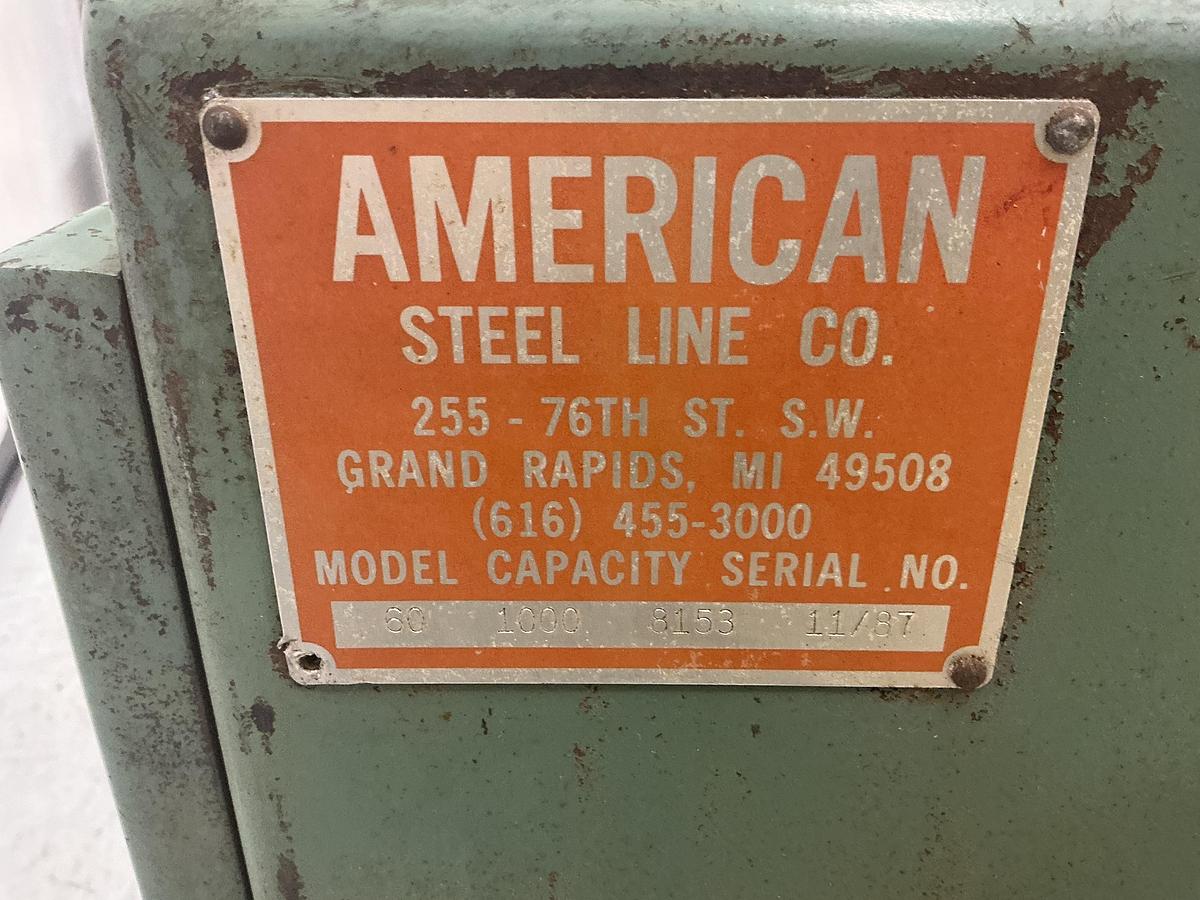 AMERICAN
STEEL LINE CO.
255 - 76TH ST. S.W.
GRAND RAPIDS, MI 49508
(616) 455-3000
MODEL CAPACITY SERIAL NO.
60 1000 8153 11/87